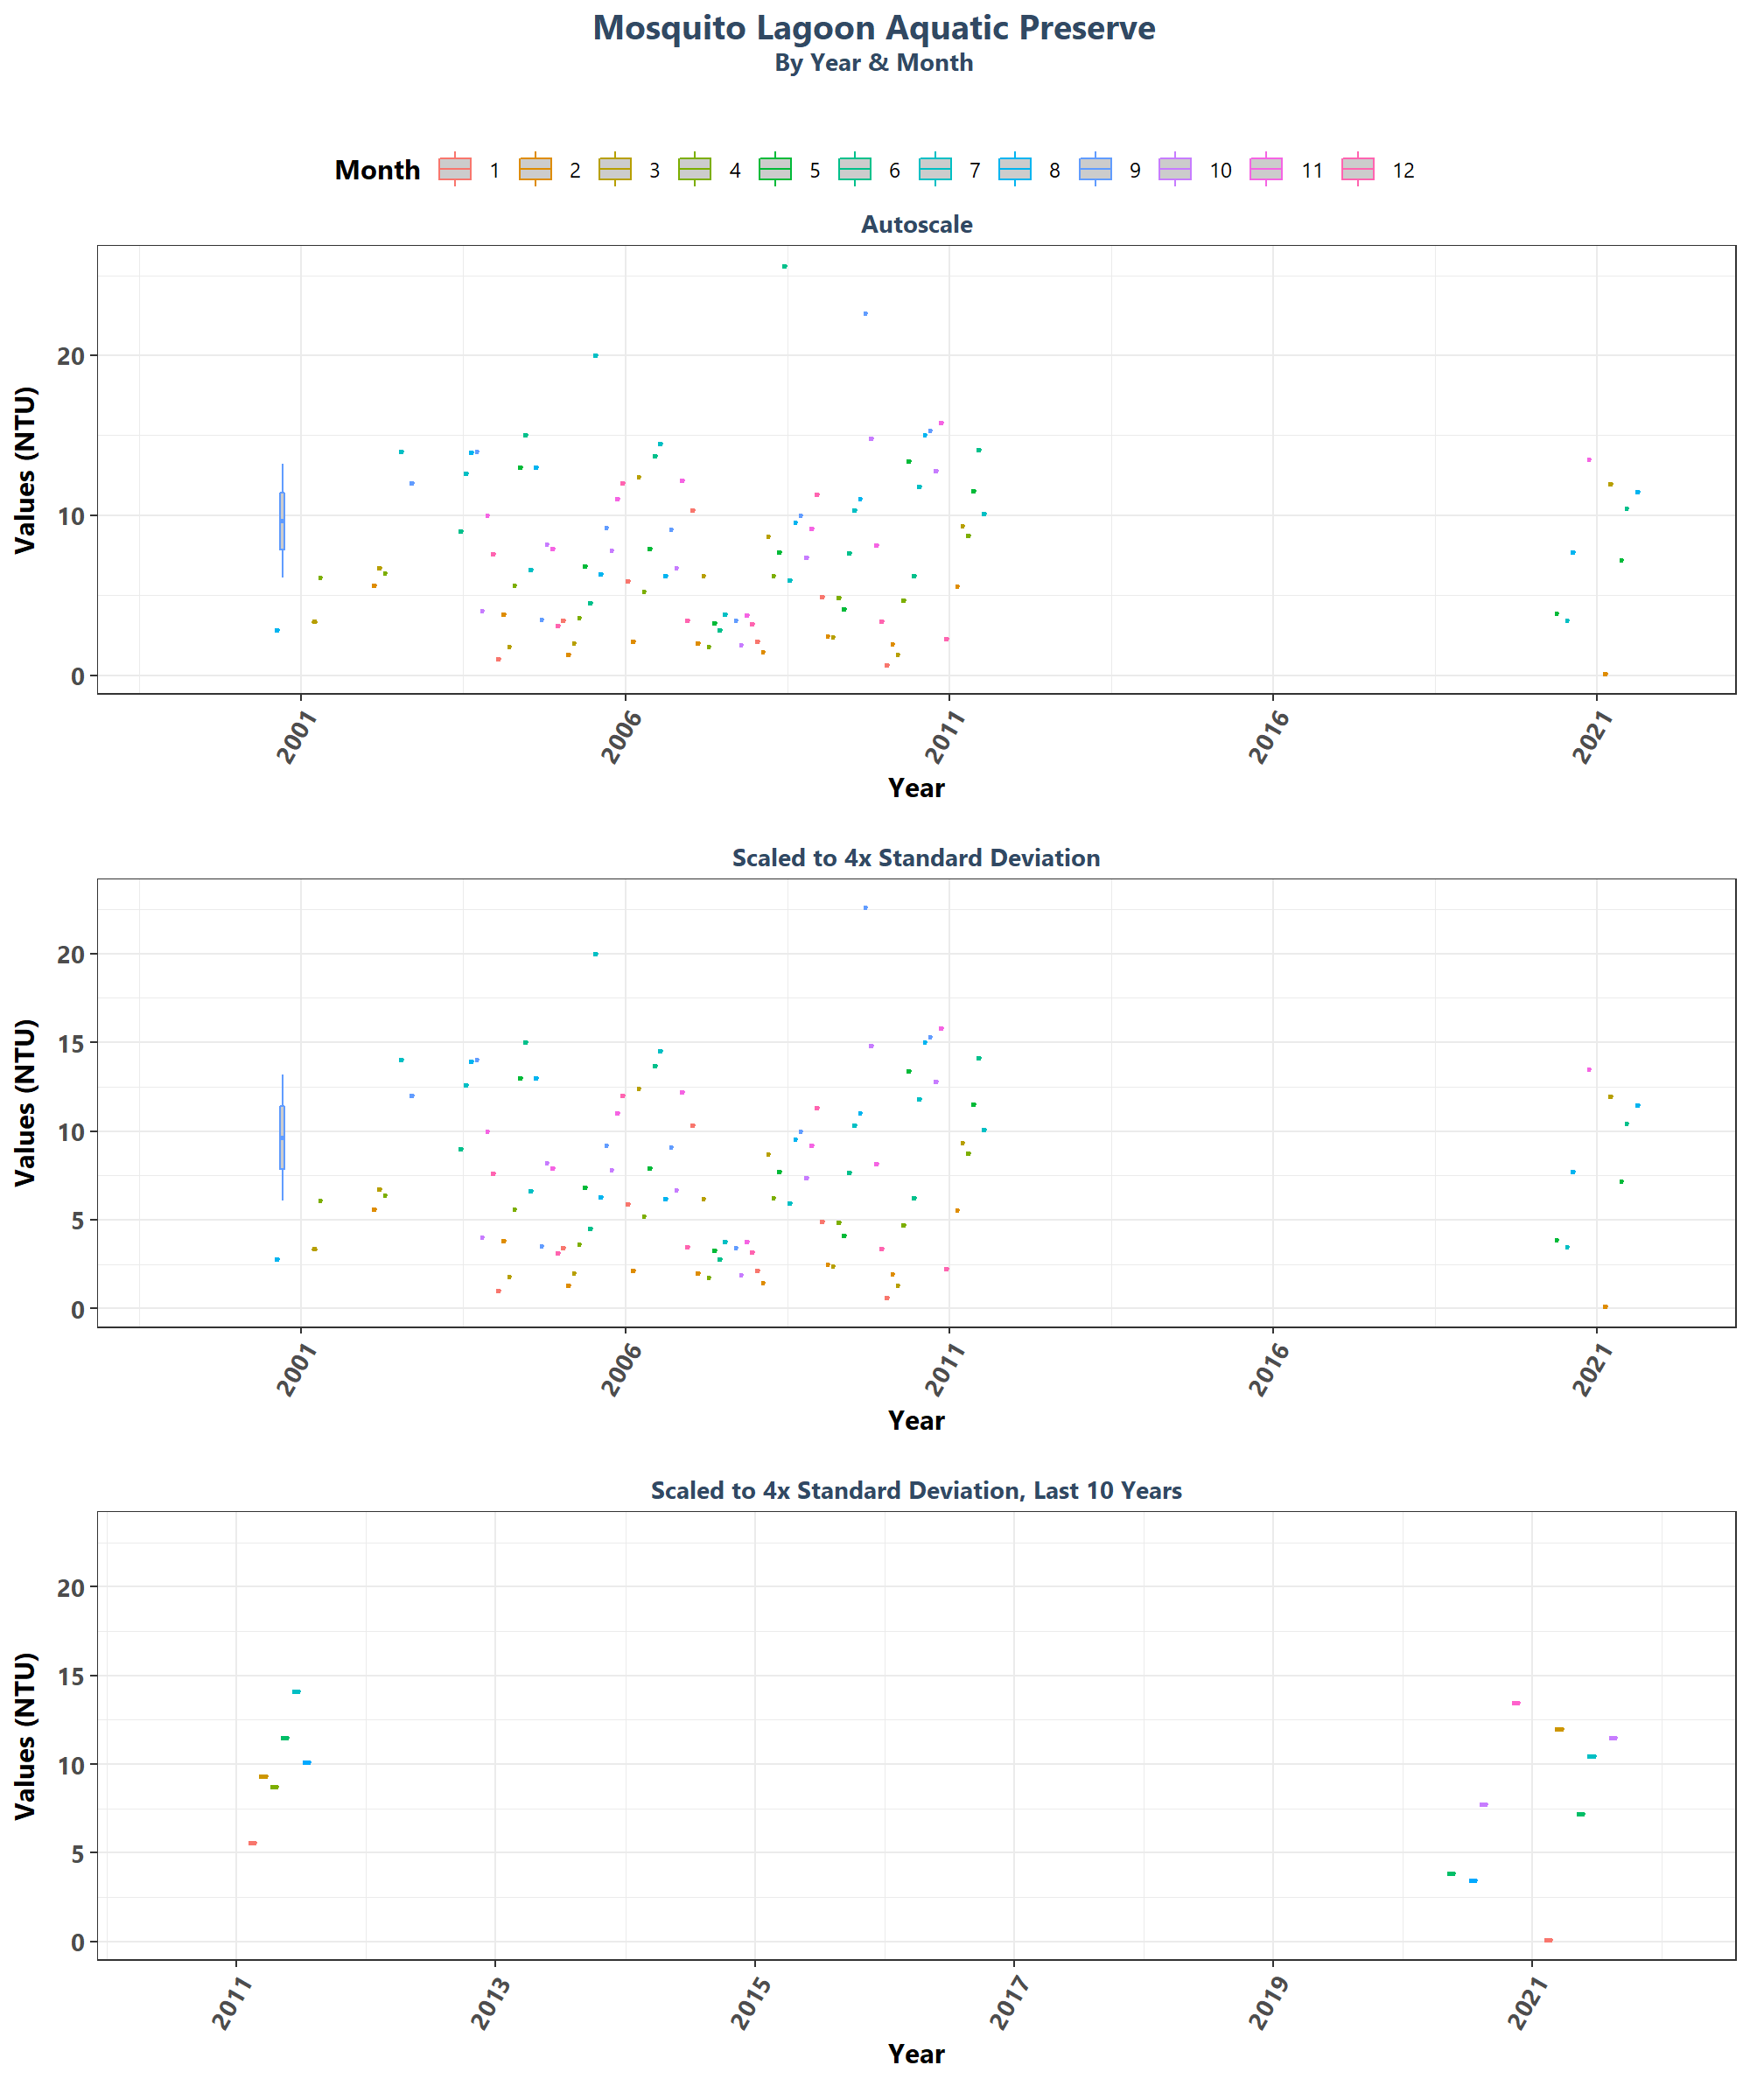 Mosquito Lagoon Aquatic Preserve
By Year & Month
Month 1 2 3 4 5 6 7 8 9 10 11 12
Autoscale
Values (NTU)
20
10
0
2001 2006 2011 2016 2021
Year
Scaled to 4x Standard Deviation
Values (NTU)
20
15
10
5
0
2001 2006 2011 2016 2021
Year
Scaled to 4x Standard Deviation, Last 10 Years
Values (NTU)
20
15
10
5
0
2011 2013 2015 2017 2019 2021
Year